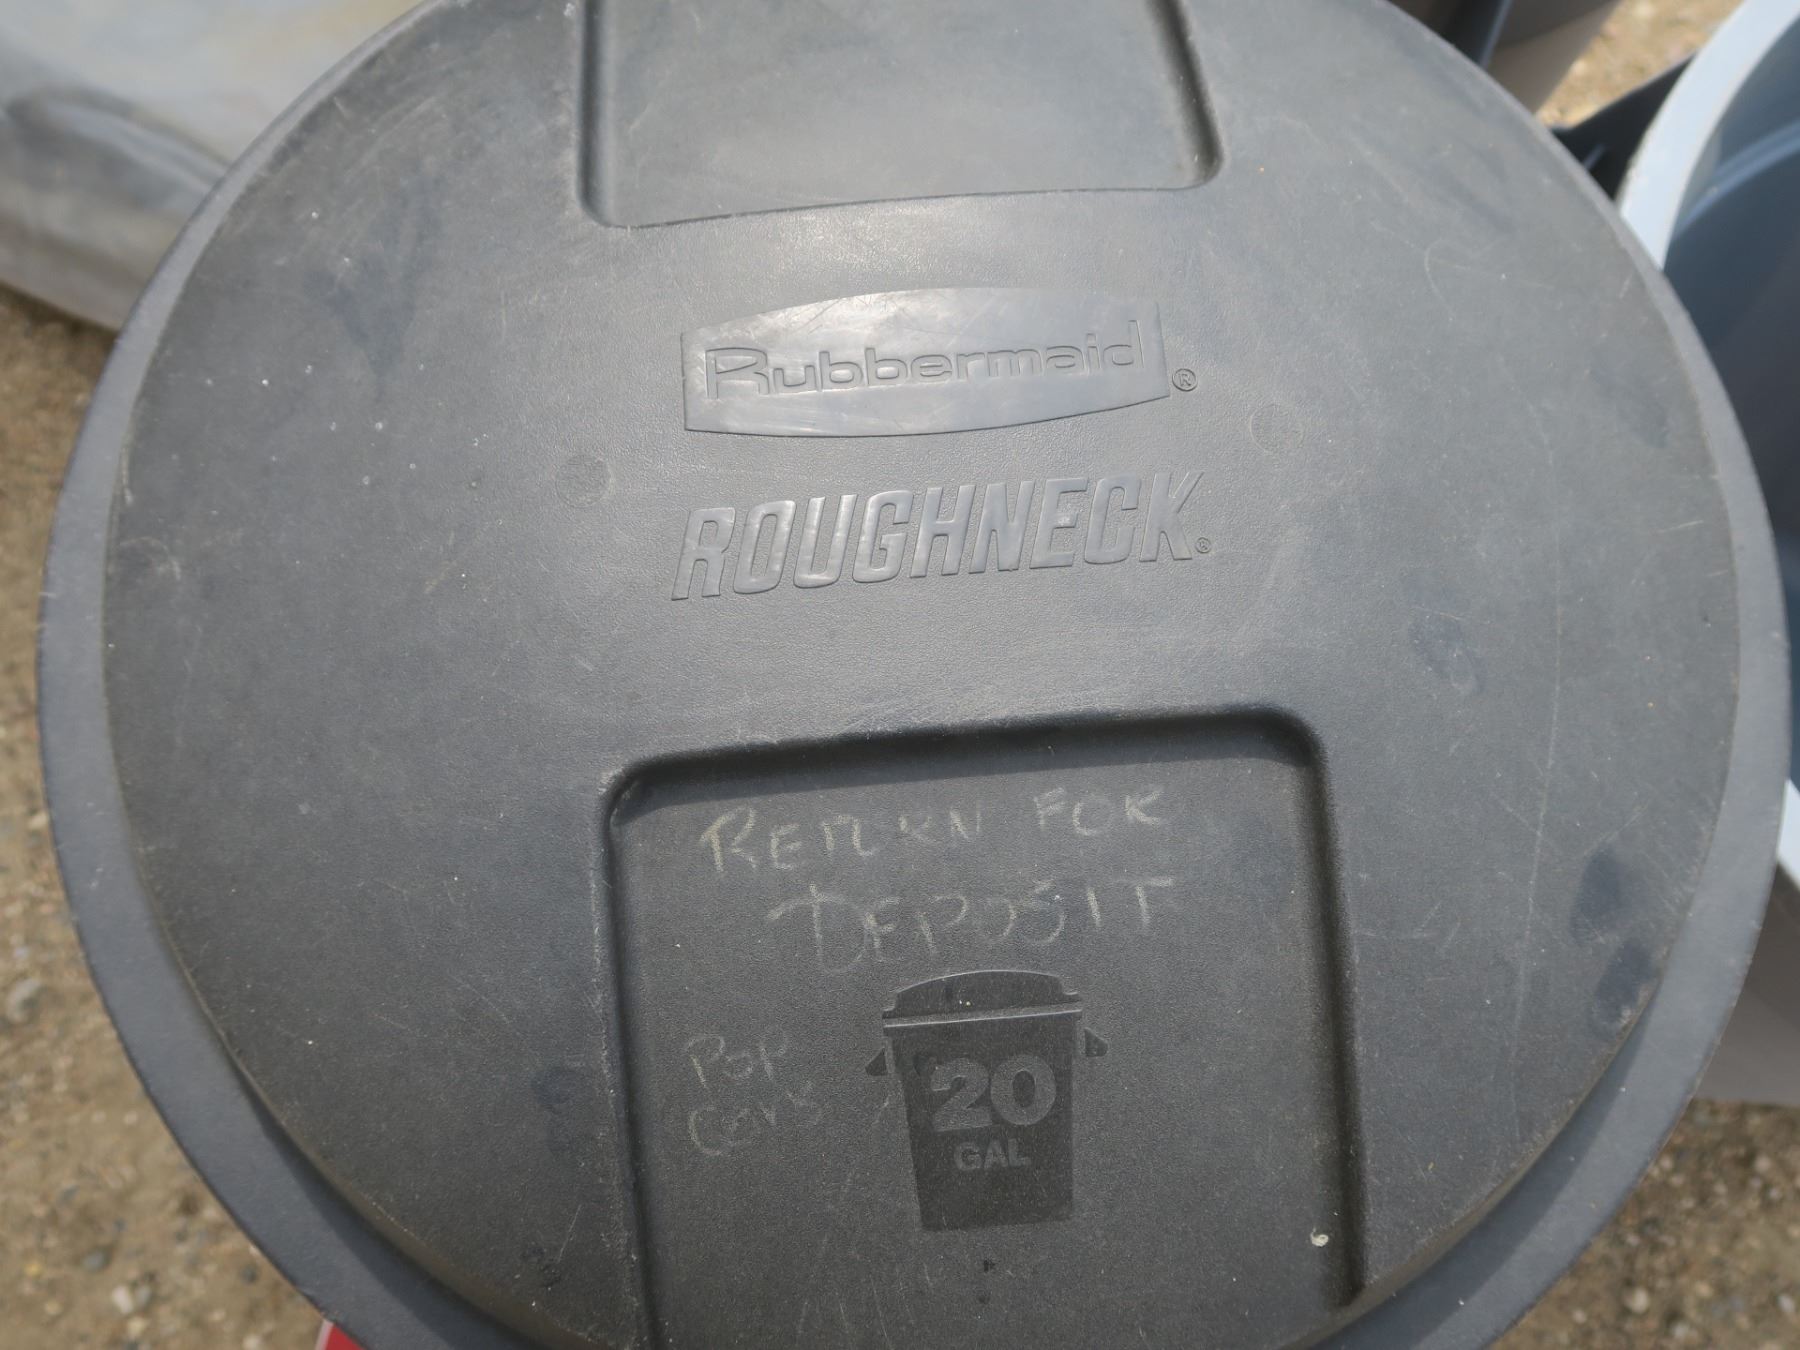 Rubbermaid®
ROUGHNECK®
RETURN FOR
DEPOSIT
POP
CANS
20
GAL